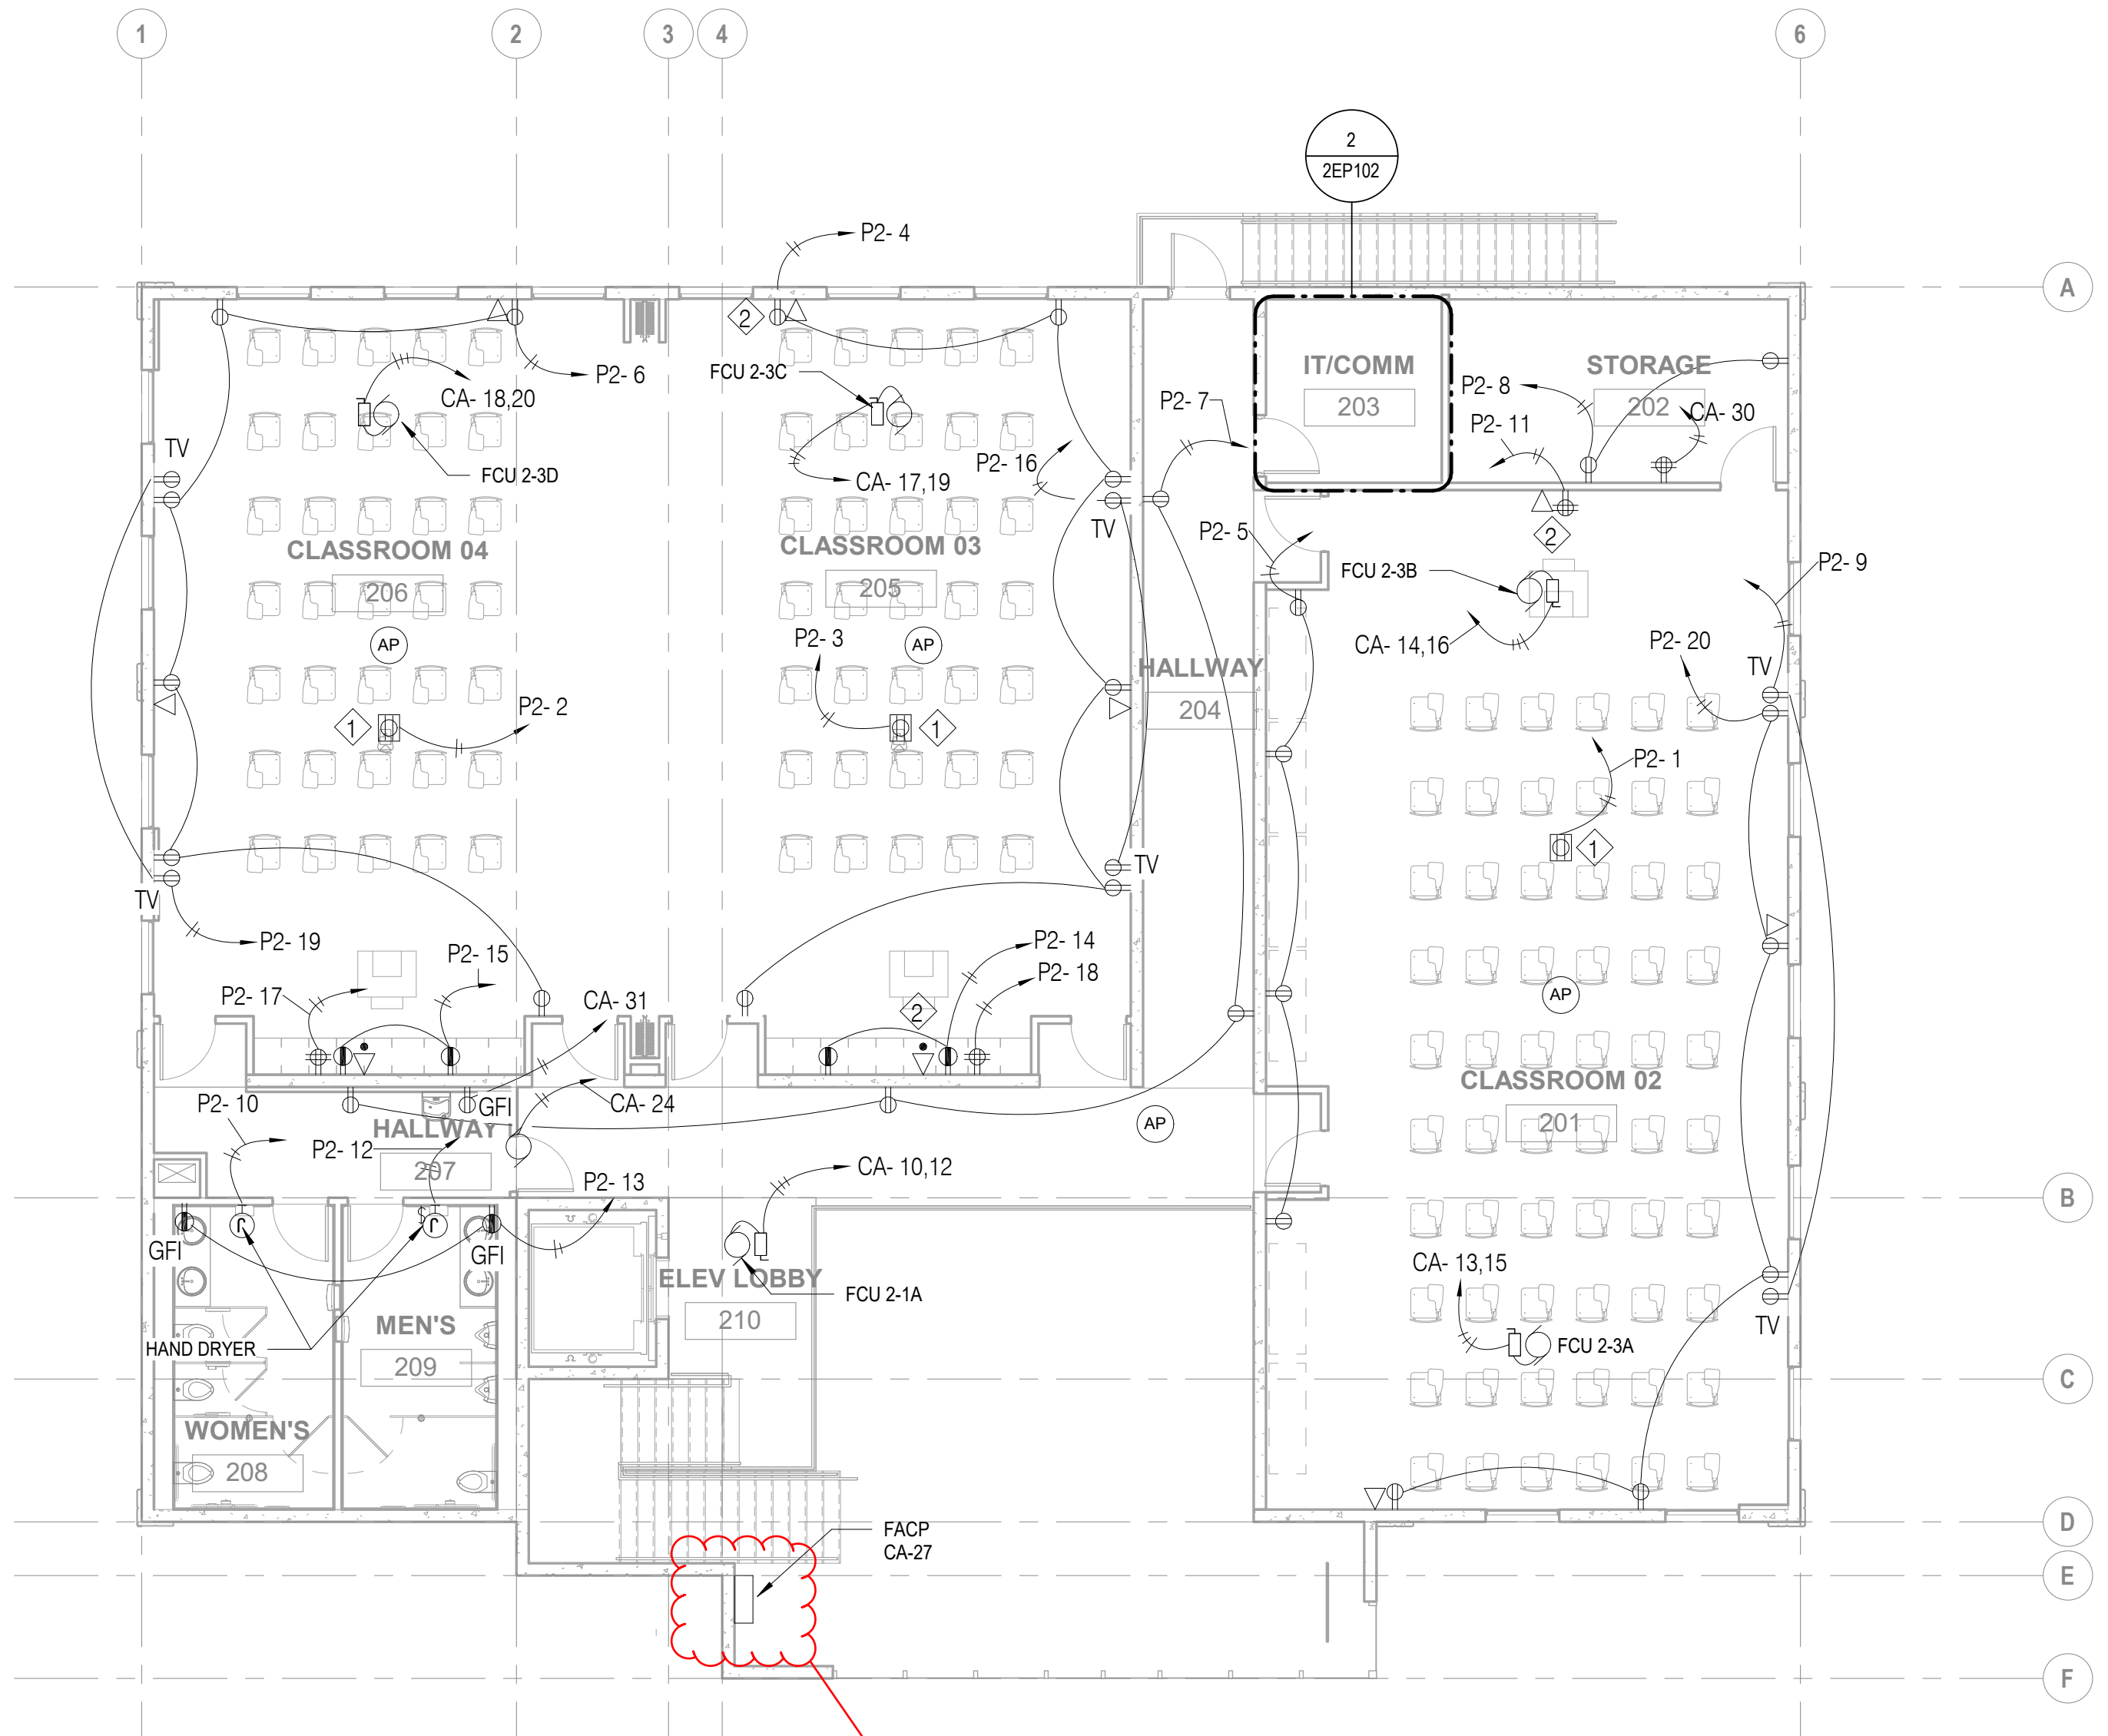 1
2
3
4
6
2
2EP102
P2- 4
A
2
P2- 6
FCU 2-3C
IT/COMM
203
STORAGE
202
P2- 8
CA- 30
CA- 18,20
P2- 7
P2- 11
TV
FCU 2-3D
P2- 16
CA- 17,19
TV
P2- 5
2
CLASSROOM 04
206
CLASSROOM 03
205
FCU 2-3B
P2- 9
AP
P2- 3
AP
CA- 14,16
P2- 20
HALLWAY
204
TV
1
P2- 2
1
P2- 1
1
TV
TV
P2- 19
P2- 15
P2- 14
P2- 18
P2- 17
CA- 31
2
AP
CLASSROOM 02
201
P2- 10
GFI
CA- 24
HALLWAY
207
P2- 12
AP
P2- 13
CA- 10,12
B
GFI
$
GFI
ELEV LOBBY
210
FCU 2-1A
CA- 13,15
MEN'S
209
HAND DRYER
FCU 2-3A
TV
C
WOMEN'S
208
FACP
CA-27
D
E
F